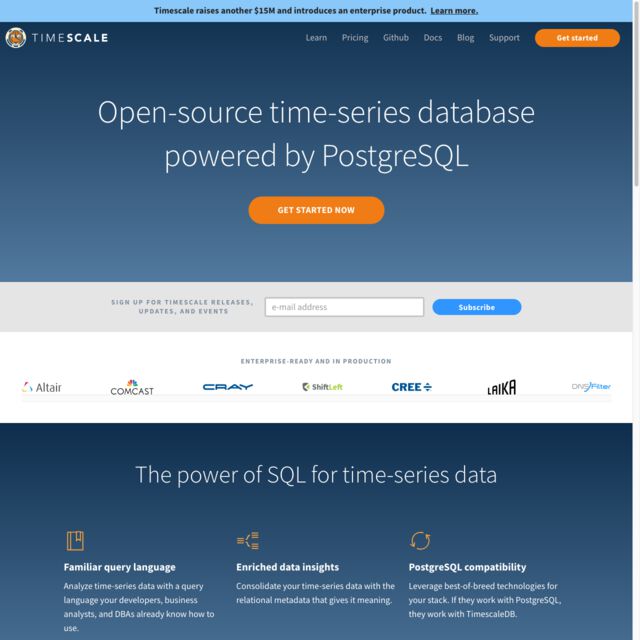 Timescale raises another $15M and introduces an enterprise product. Learn more.
TIMESCALE
Learn Pricing Github Docs Blog Support Get started
Open-source time-series database
powered by PostgreSQL
GET STARTED NOW
SIGN UP FOR TIMESCALE RELEASES,
UPDATES, AND EVENTS
e-mail address
Subscribe
ENTERPRISE-READY AND IN PRODUCTION
Altair COMCAST CRAY ShiftLeft CREE LAIKA DNSFilter
The power of SQL for time-series data
Familiar query language
Analyze time-series data with a query
language your developers, business
analysts, and DBAs already know how to
use.
Enriched data insights
Consolidate your time-series data with the
relational metadata that gives it meaning.
PostgreSQL compatibility
Leverage best-of-breed technologies for
your stack. If they work with PostgreSQL,
they work with TimescaleDB.